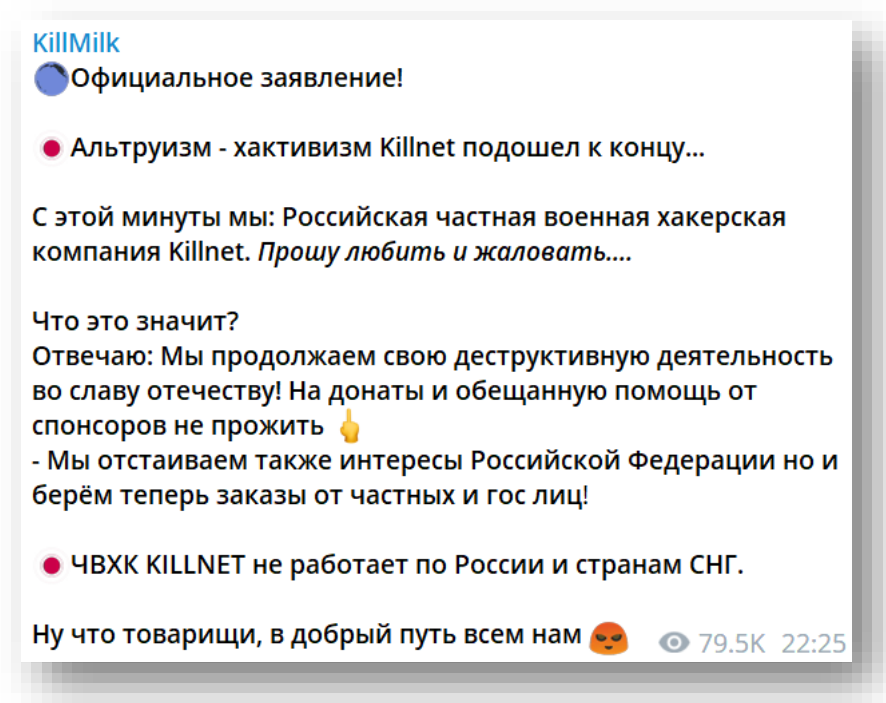 KillMilk
Официальное заявление!
Альтруизм - хактивизм Killnet подошел к концу...
С этой минуты мы: Российская частная военная хакерская
компания Killnet. Прошу любить и жаловать....
Что это значит?
Отвечаю: Мы продолжаем свою деструктивную деятельность
во славу отечеству! На донаты и обещанную помощь от
спонсоров не прожить 🖕
- Мы отстаиваем также интересы Российской Федерации но и
берём теперь заказы от частных и гос лиц!
ЧВХК KILLNET не работает по России и странам СНГ.
Ну что товарищи, в добрый путь всем нам 79.5K 22:25